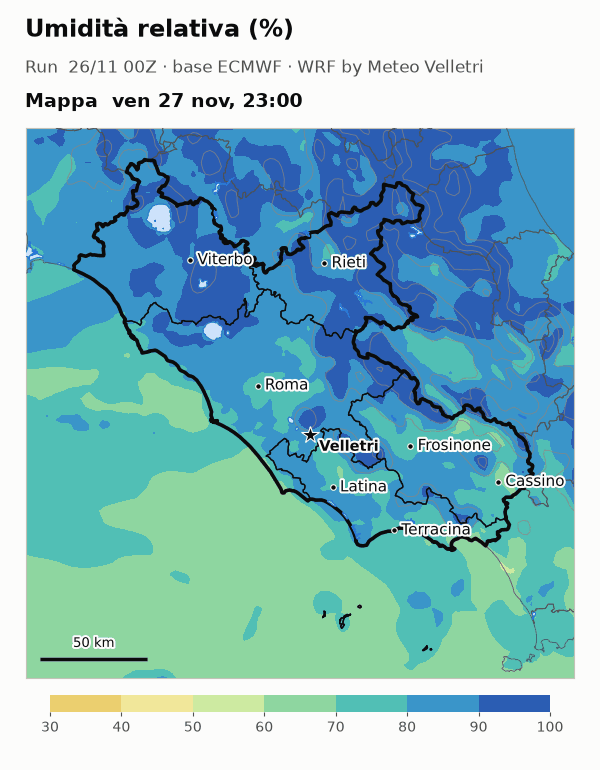 Umidità relativa (%)
Run  26/11 00Z · base ECMWF · WRF by Meteo Velletri
Mappa  ven 27 nov, 23:00
Viterbo
Rieti
Roma
Velletri
Frosinone
Latina
Cassino
Terracina
50 km
30 40 50 60 70 80 90 100